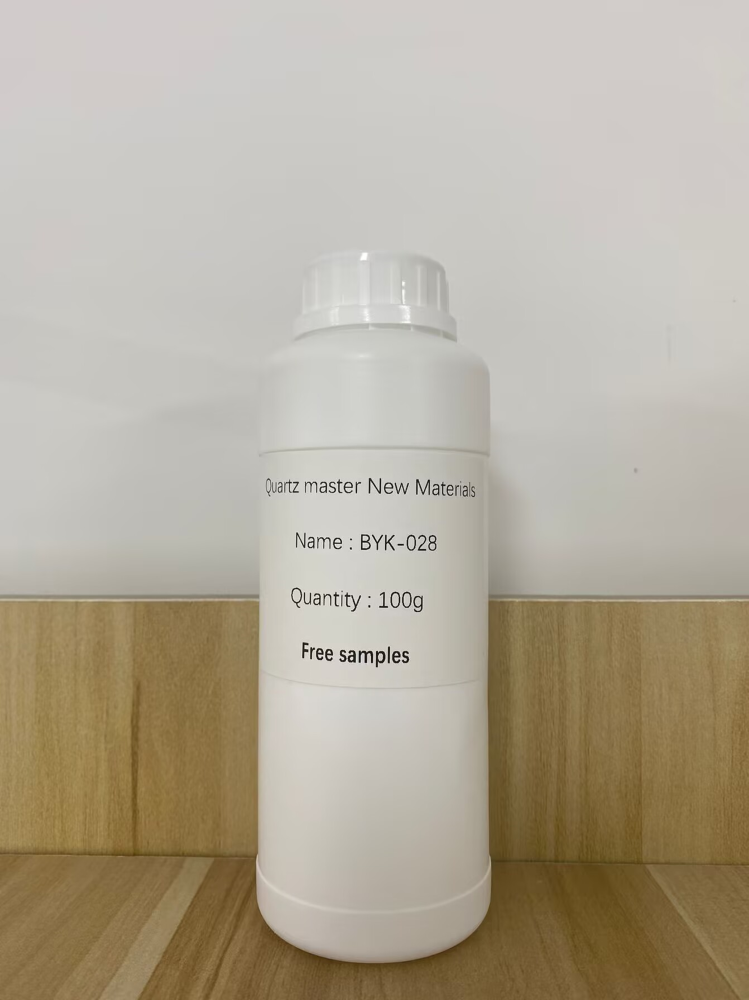 Quartz master New Materials
Name : BYK-028
Quantity : 100g
Free samples